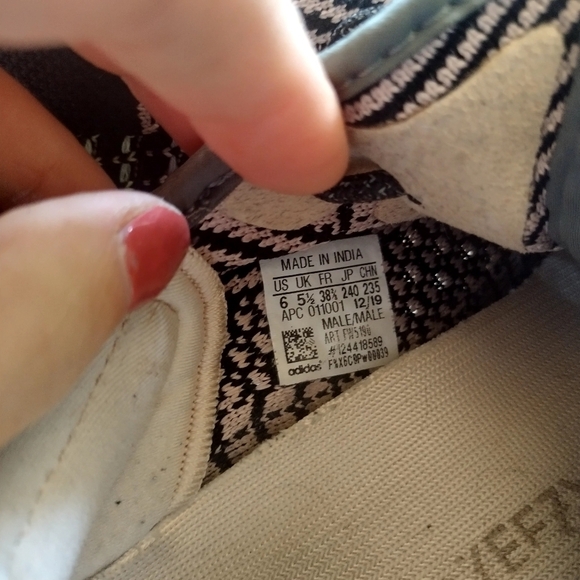 MADE IN INDIA
US UK FR JP CHN
6 5½ 38⅔ 240 235
APC 011001 12/19
MALE/MÂLE
ART FW5190
#124418589
adidas